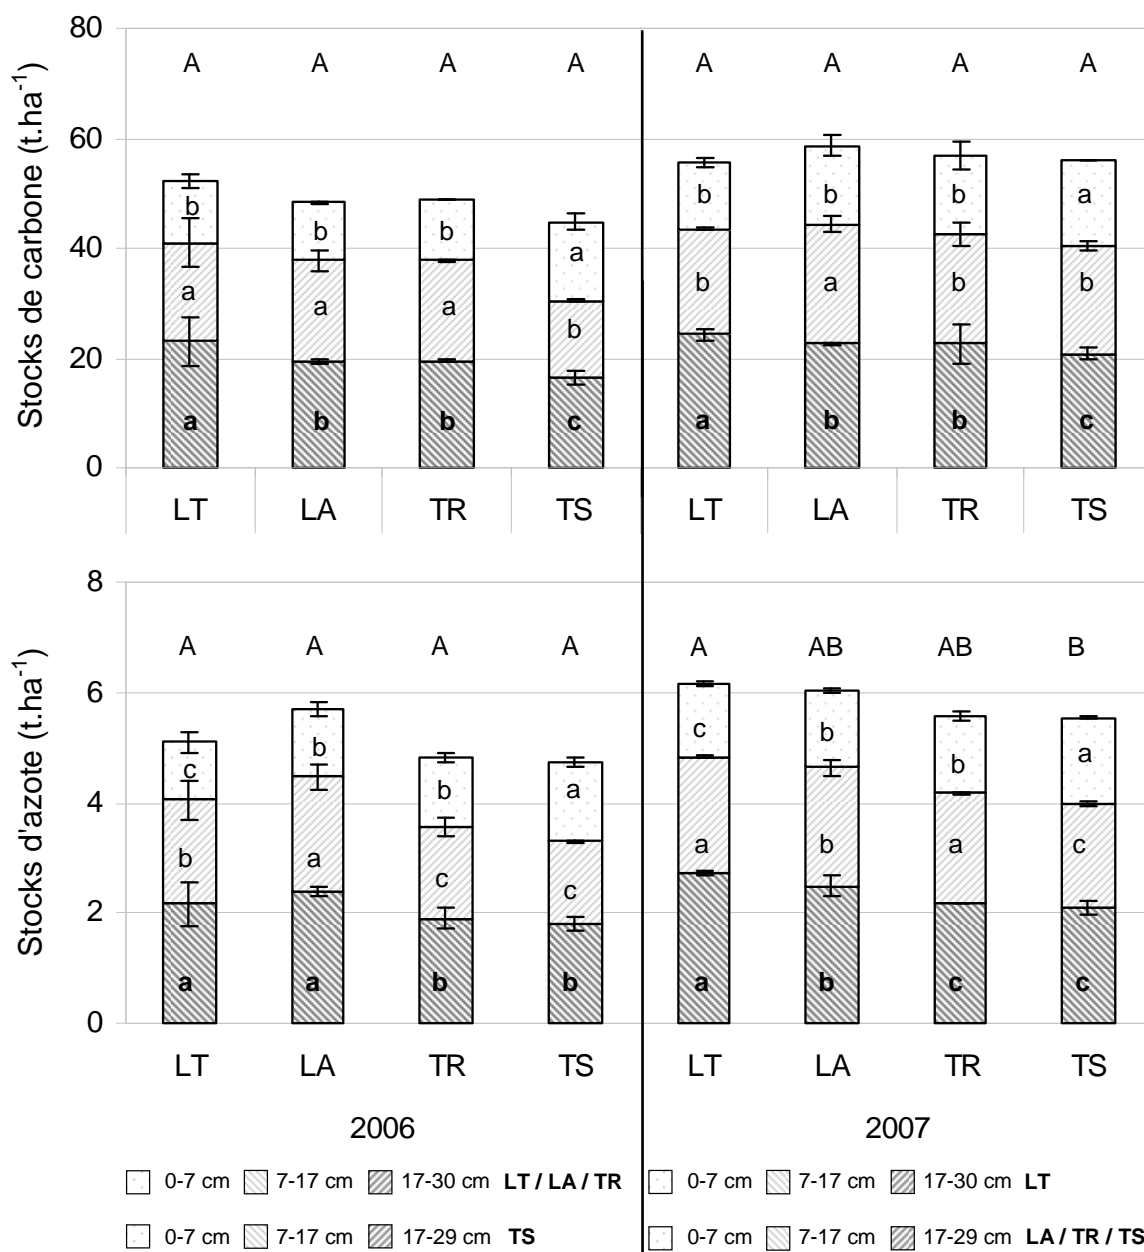 Stocks de carbone (t.ha-1)
80
A A A A A A A A
60
b b b a b b b a
40
a a a b b a b b
20
a b b c a b b c
0
LT LA TR TS LT LA TR TS
Stocks d'azote (t.ha-1)
8
A A A A A AB AB B
6
c b b a c b b a
4
b a c c a b a c
2
a a b b a b c c
0
LT LA TR TS LT LA TR TS
2006 2007
0-7 cm 7-17 cm 17-30 cm LT / LA / TR 0-7 cm 7-17 cm 17-30 cm LT
0-7 cm 7-17 cm 17-29 cm TS 0-7 cm 7-17 cm 17-29 cm LA / TR / TS